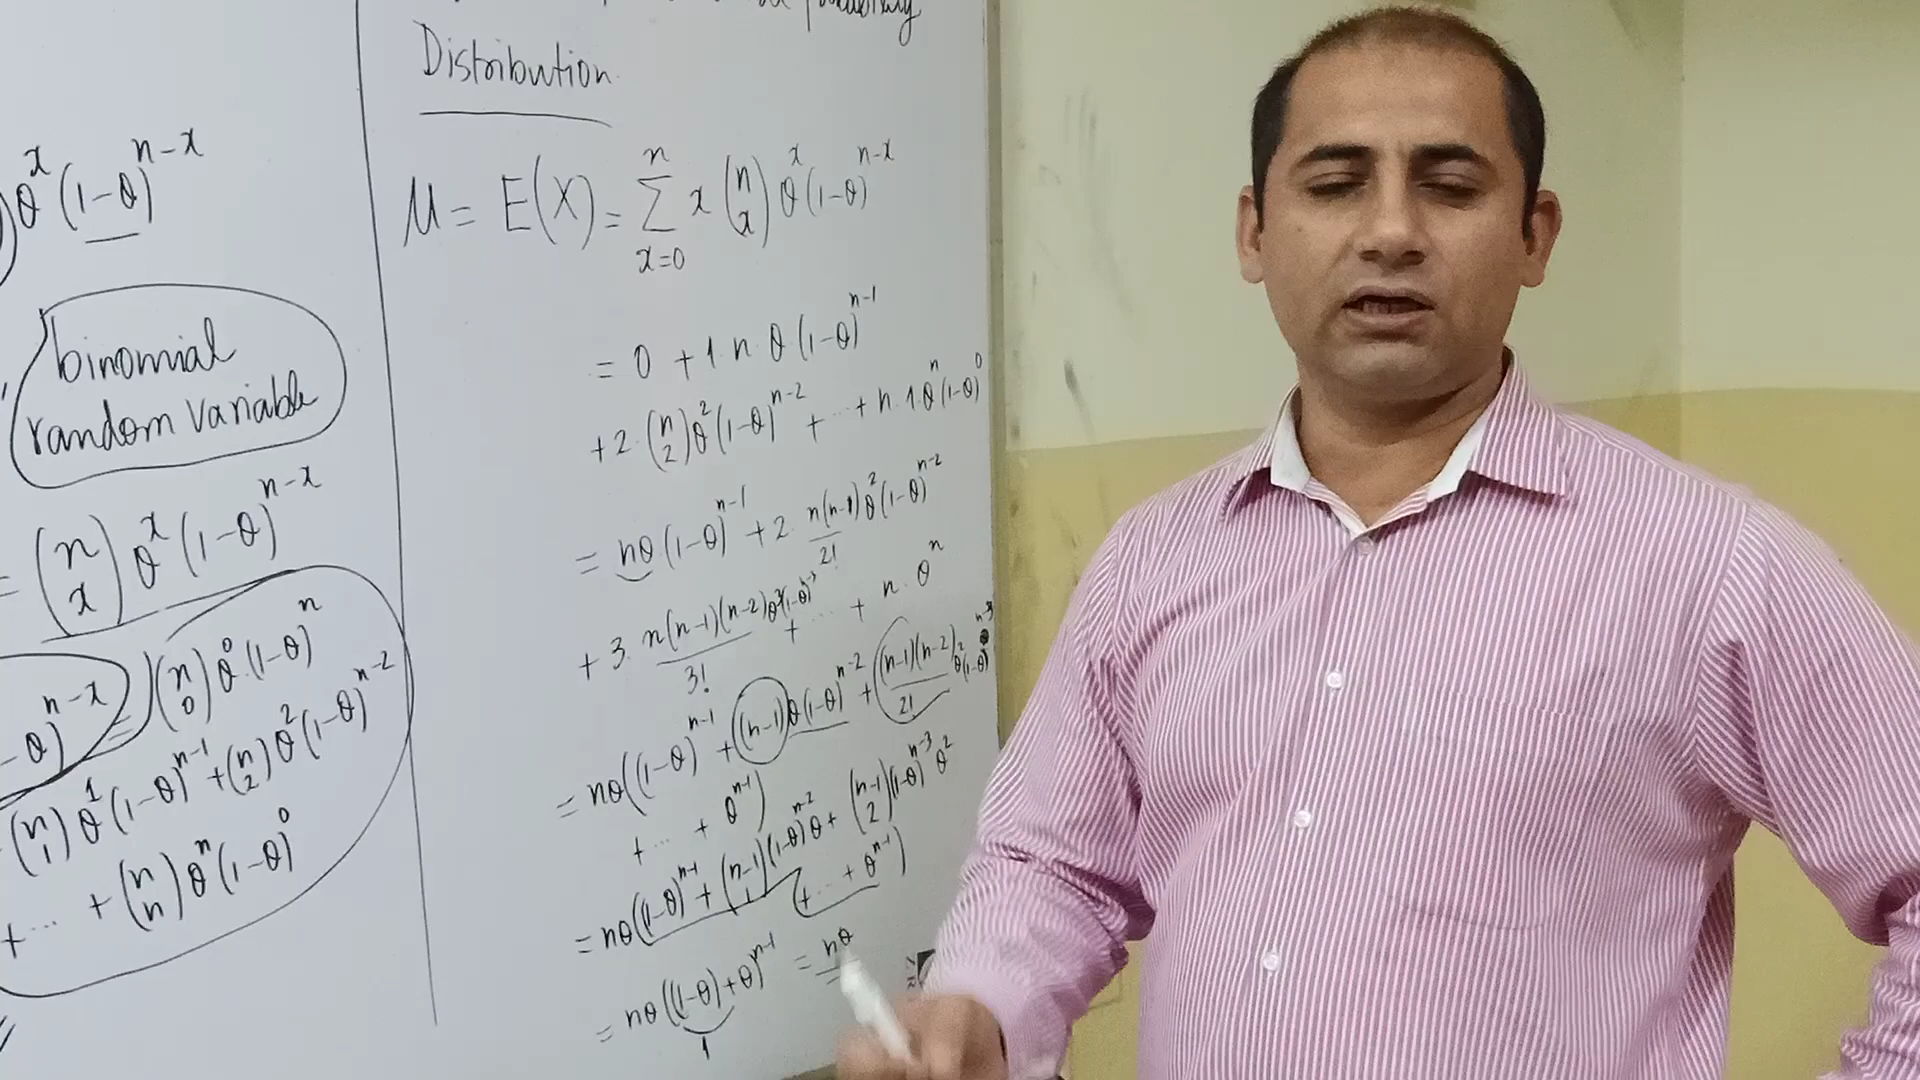 θ^x (1-θ)^{n-x}
binomial
random variable
= (n x) θ^x (1-θ)^{n-x}
-θ)^{n-x} = (n 0) θ^0 (1-θ)^n
(n 1) θ^1 (1-θ)^{n-1} + (n 2) θ^2 (1-θ)^{n-2}
+ ... + (n n) θ^n (1-θ)^0
Distribution
M = E(X) = Σ_{x=0}^{n} x (n x) θ^x (1-θ)^{n-x}
= 0 + 1. n. θ. (1-θ)^{n-1}
+ 2. (n 2) θ^2 (1-θ)^{n-2} + ... + n. 1. θ^n (1-θ)^0
= nθ (1-θ)^{n-1} + 2. n(n-1)/2! θ^2 (1-θ)^{n-2}
+ 3. n(n-1)(n-2)/3! θ^3 (1-θ)^{n-3} + ... + n. θ^n
= nθ((1-θ)^{n-1} + (n-1) θ (1-θ)^{n-2} + (n-1)(n-2)/2! θ^2 (1-θ)^{n-3}
+ ... + θ^{n-1})
= nθ((1-θ)^{n-1} + (n-1 1) (1-θ)^{n-2} θ + (n-1 2) (1-θ)^{n-3} θ^2
+ ... + θ^{n-1})
= nθ((1-θ)+θ)^{n-1} = nθ
1